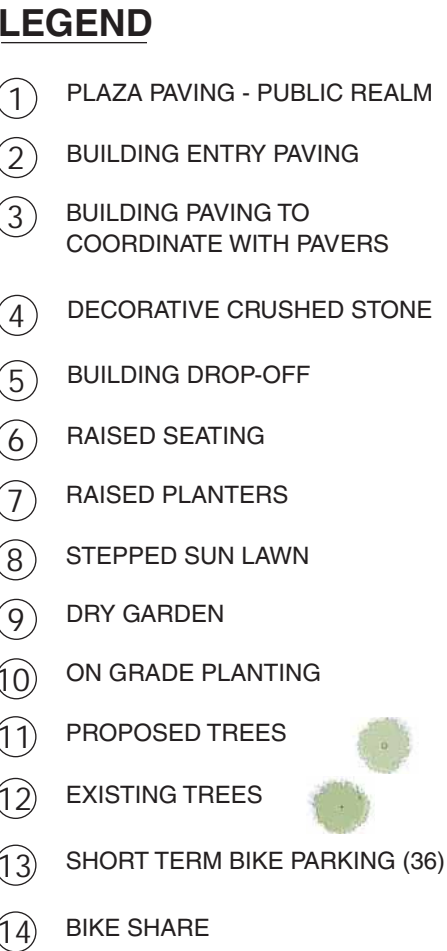 LEGEND
1 PLAZA PAVING - PUBLIC REALM
2 BUILDING ENTRY PAVING
3 BUILDING PAVING TO
COORDINATE WITH PAVERS
4 DECORATIVE CRUSHED STONE
5 BUILDING DROP-OFF
6 RAISED SEATING
7 RAISED PLANTERS
8 STEPPED SUN LAWN
9 DRY GARDEN
10 ON GRADE PLANTING
11 PROPOSED TREES
12 EXISTING TREES
13 SHORT TERM BIKE PARKING (36)
14 BIKE SHARE